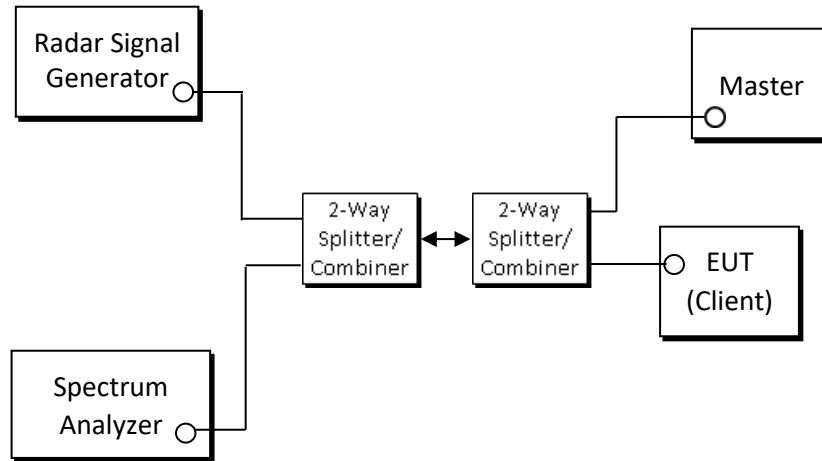 Radar Signal
Generator
Master
2-Way
Splitter/
Combiner
2-Way
Splitter/
Combiner
EUT
(Client)
Spectrum
Analyzer